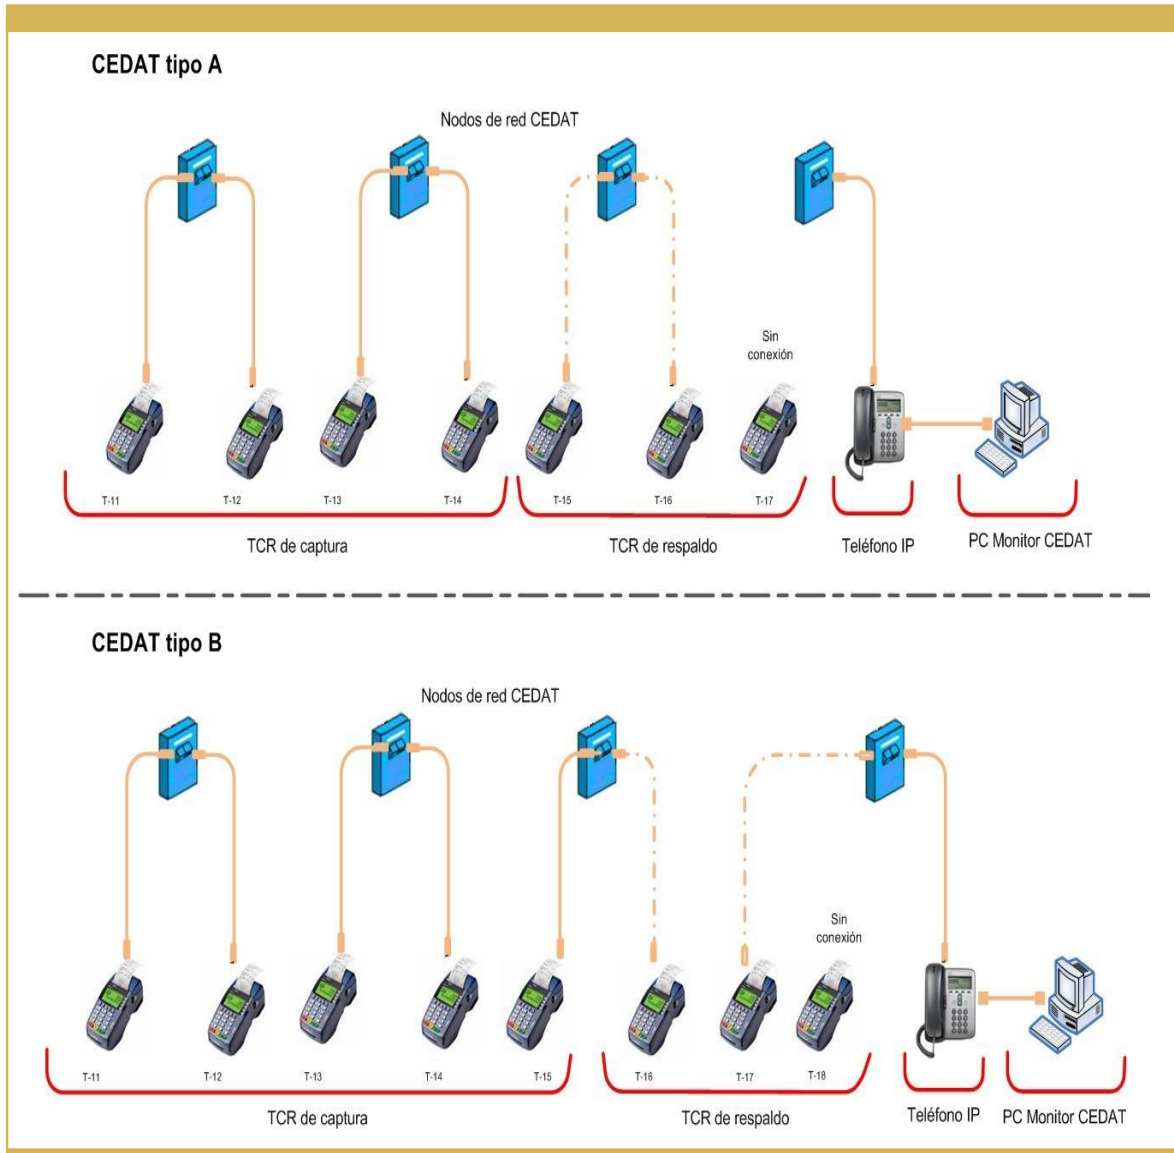 CEDAT tipo A
Nodos de red CEDAT
Sin
conexión
T-11 T-12 T-13 T-14 T-15 T-16 T-17
TCR de captura TCR de respaldo Teléfono IP PC Monitor CEDAT
CEDAT tipo B
Nodos de red CEDAT
Sin
conexión
T-11 T-12 T-13 T-14 T-15 T-16 T-17 T-18
TCR de captura TCR de respaldo Teléfono IP PC Monitor CEDAT